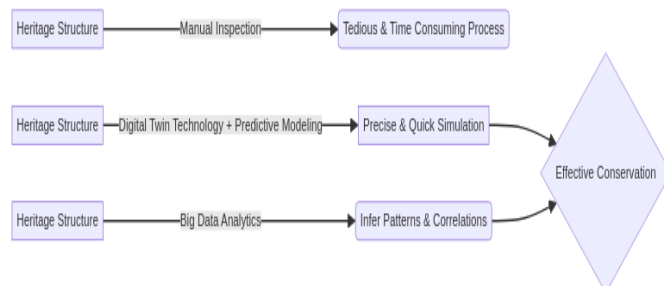 Heritage Structure
Manual Inspection
Tedious & Time Consuming Process
Heritage Structure
Digital Twin Technology + Predictive Modeling
Precise & Quick Simulation
Effective Conservation
Heritage Structure
Big Data Analytics
Infer Patterns & Correlations